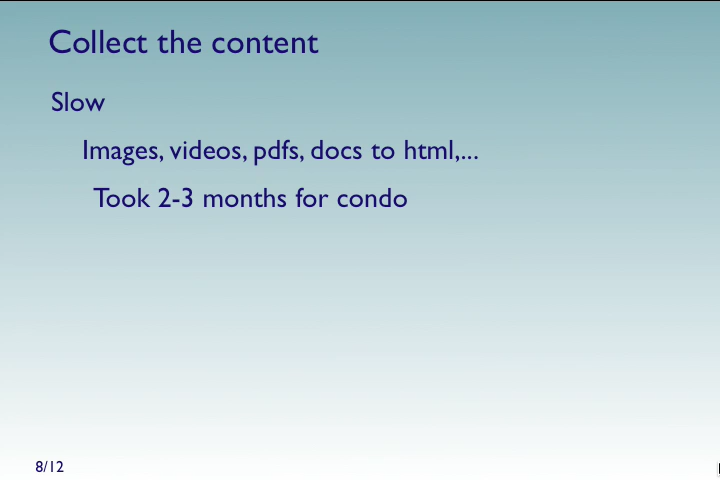 Collect the content
Slow
Images, videos, pdfs, docs to html,...
Took 2-3 months for condo
8/12